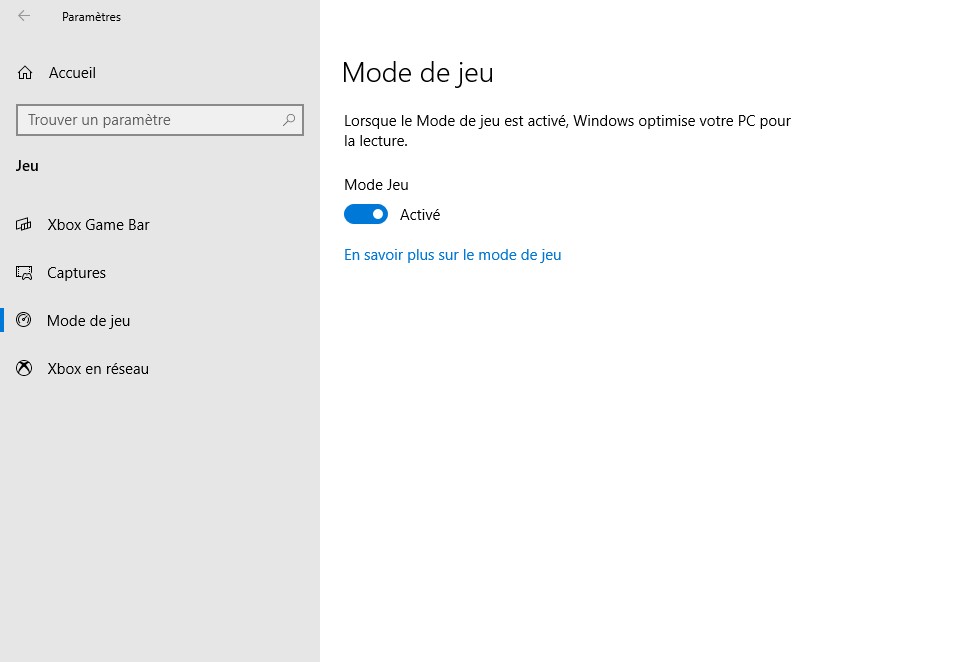 Paramètres
Accueil
Trouver un paramètre
Jeu
Xbox Game Bar
Captures
Mode de jeu
Xbox en réseau
Mode de jeu
Lorsque le Mode de jeu est activé, Windows optimise votre PC pour
la lecture.
Mode Jeu
Activé
En savoir plus sur le mode de jeu